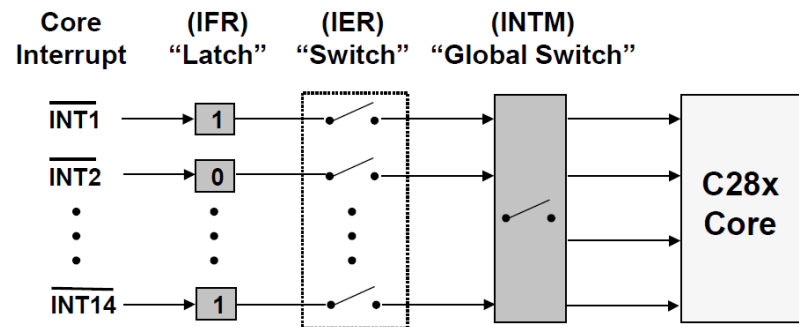 Core (IFR) (IER) (INTM)
Interrupt “Latch” “Switch” “Global Switch”
INT1 1
INT2 0
C28x
Core
INT14 1